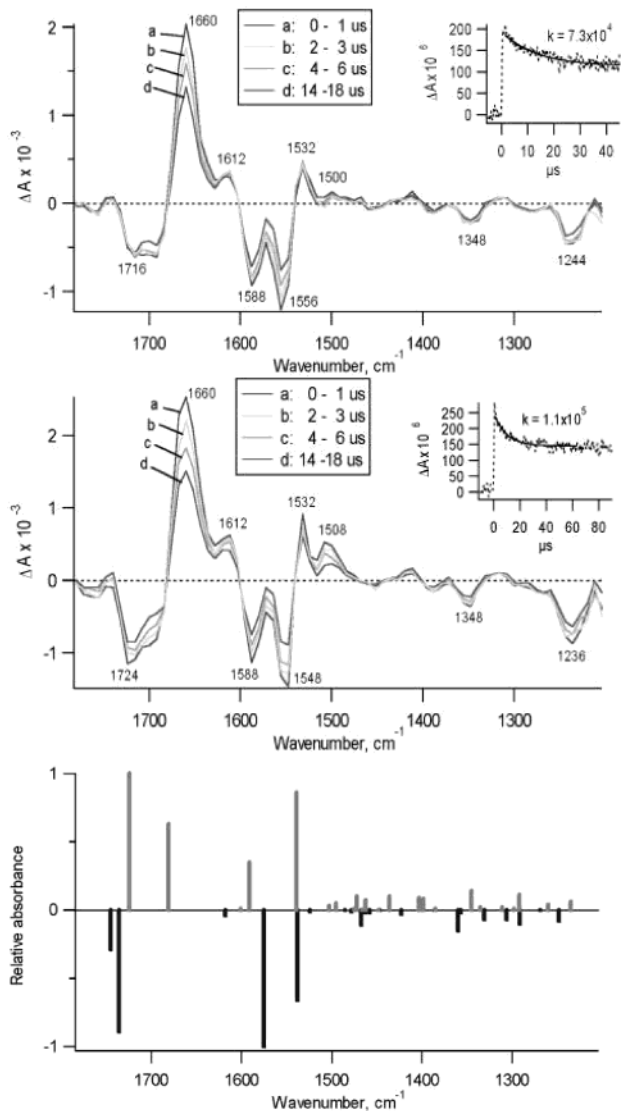 1660
a
b
c
d
a: 0 - 1 us
b: 2 - 3 us
c: 4 - 6 us
d: 14 -18 us
k = 7.3x10⁴
ΔA x 10⁻⁶
200
150
100
50
0
0 10 20 30 40
µs
2
1
0
-1
ΔA x 10⁻³
1612
1532
1500
1716
1588
1556
1348
1244
1700 1600 1500 1400 1300
Wavenumber, cm⁻¹
1660
a
b
c
d
a: 0 - 1 us
b: 2 - 3 us
c: 4 - 6 us
d: 14 -18 us
k = 1.1x10⁵
ΔA x 10⁻⁶
250
200
150
100
50
0
0 20 40 60 80
µs
2
1
0
-1
ΔA x 10⁻³
1612
1532
1508
1724
1588
1548
1348
1236
1700 1600 1500 1400 1300
Wavenumber, cm⁻¹
1
0
-1
Relative absorbance
1700 1600 1500 1400 1300
Wavenumber, cm⁻¹